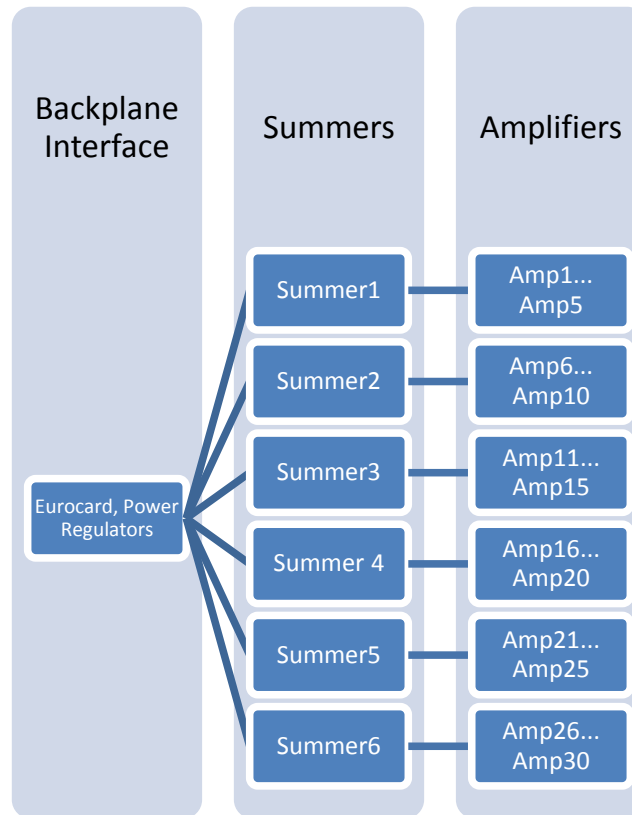 Backplane
Interface
Summers
Amplifiers
Eurocard, Power
Regulators
Summer1
Summer2
Summer3
Summer 4
Summer5
Summer6
Amp1...
Amp5
Amp6...
Amp10
Amp11...
Amp15
Amp16...
Amp20
Amp21...
Amp25
Amp26...
Amp30